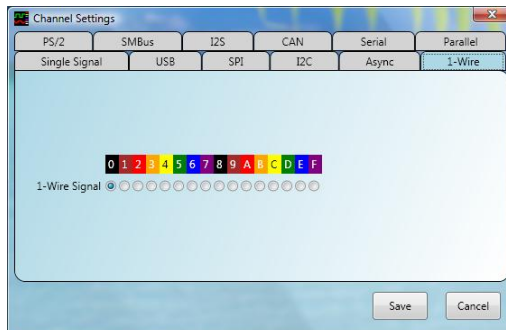 Channel Settings
PS/2 SMBus I2S CAN Serial Parallel
Single Signal USB SPI I2C Async 1-Wire
0 1 2 3 4 5 6 7 8 9 A B C D E F
1-Wire Signal
Save Cancel